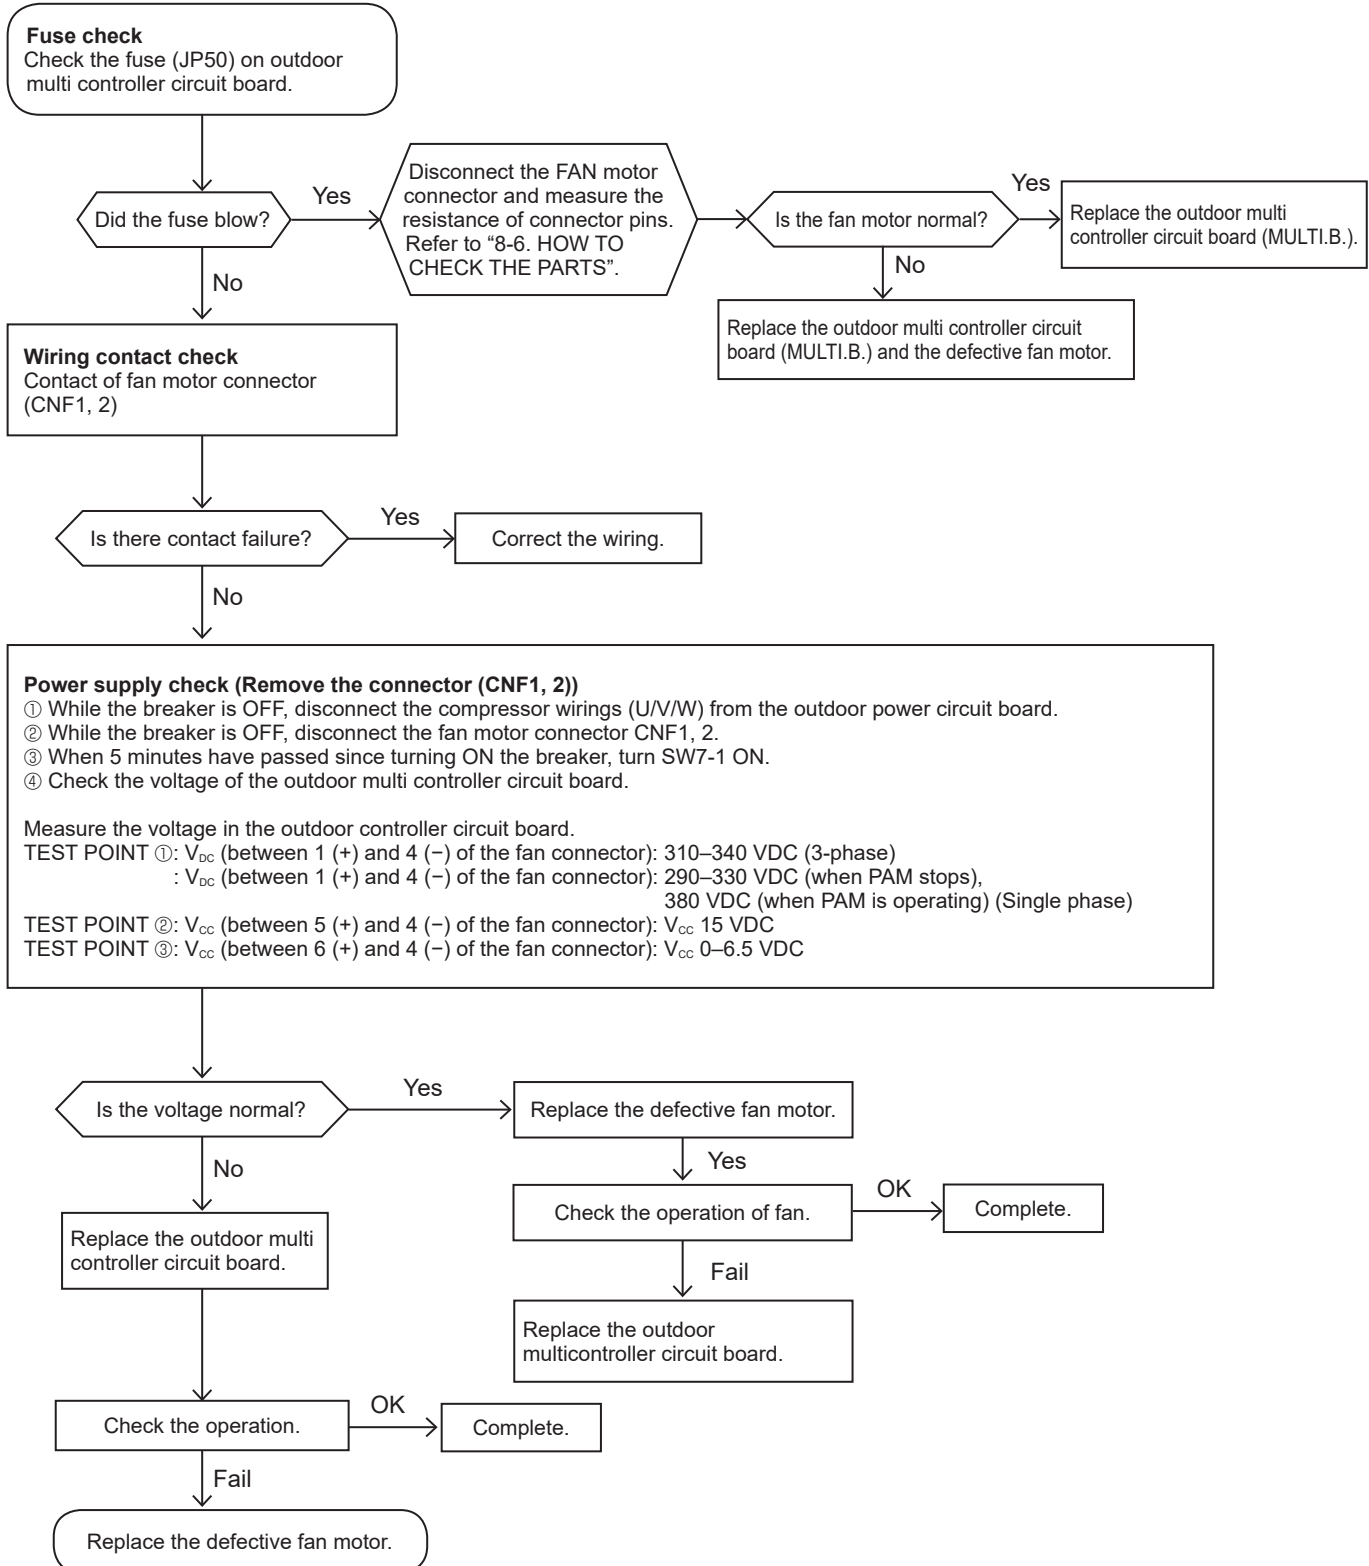 Fuse check
Check the fuse (JP50) on outdoor
multi controller circuit board.
Did the fuse blow?
Yes
Disconnect the FAN motor
connector and measure the
resistance of connector pins.
Refer to “8-6. HOW TO
CHECK THE PARTS”.
Is the fan motor normal?
Yes
Replace the outdoor multi
controller circuit board (MULTI.B.).
No
Replace the outdoor multi controller circuit
board (MULTI.B.) and the defective fan motor.
No
Wiring contact check
Contact of fan motor connector
(CNF1, 2)
Is there contact failure?
Yes
Correct the wiring.
No
Power supply check (Remove the connector (CNF1, 2))
① While the breaker is OFF, disconnect the compressor wirings (U/V/W) from the outdoor power circuit board.
② While the breaker is OFF, disconnect the fan motor connector CNF1, 2.
③ When 5 minutes have passed since turning ON the breaker, turn SW7-1 ON.
④ Check the voltage of the outdoor multi controller circuit board.
Measure the voltage in the outdoor controller circuit board.
TEST POINT ①: VDC (between 1 (+) and 4 (−) of the fan connector): 310–340 VDC (3-phase)
: VDC (between 1 (+) and 4 (−) of the fan connector): 290–330 VDC (when PAM stops),
380 VDC (when PAM is operating) (Single phase)
TEST POINT ②: VCC (between 5 (+) and 4 (−) of the fan connector): VCC 15 VDC
TEST POINT ③: VCC (between 6 (+) and 4 (−) of the fan connector): VCC 0–6.5 VDC
Is the voltage normal?
Yes
Replace the defective fan motor.
Yes
Check the operation of fan.
OK
Complete.
Fail
Replace the outdoor
multicontroller circuit board.
No
Replace the outdoor multi
controller circuit board.
Check the operation.
OK
Complete.
Fail
Replace the defective fan motor.